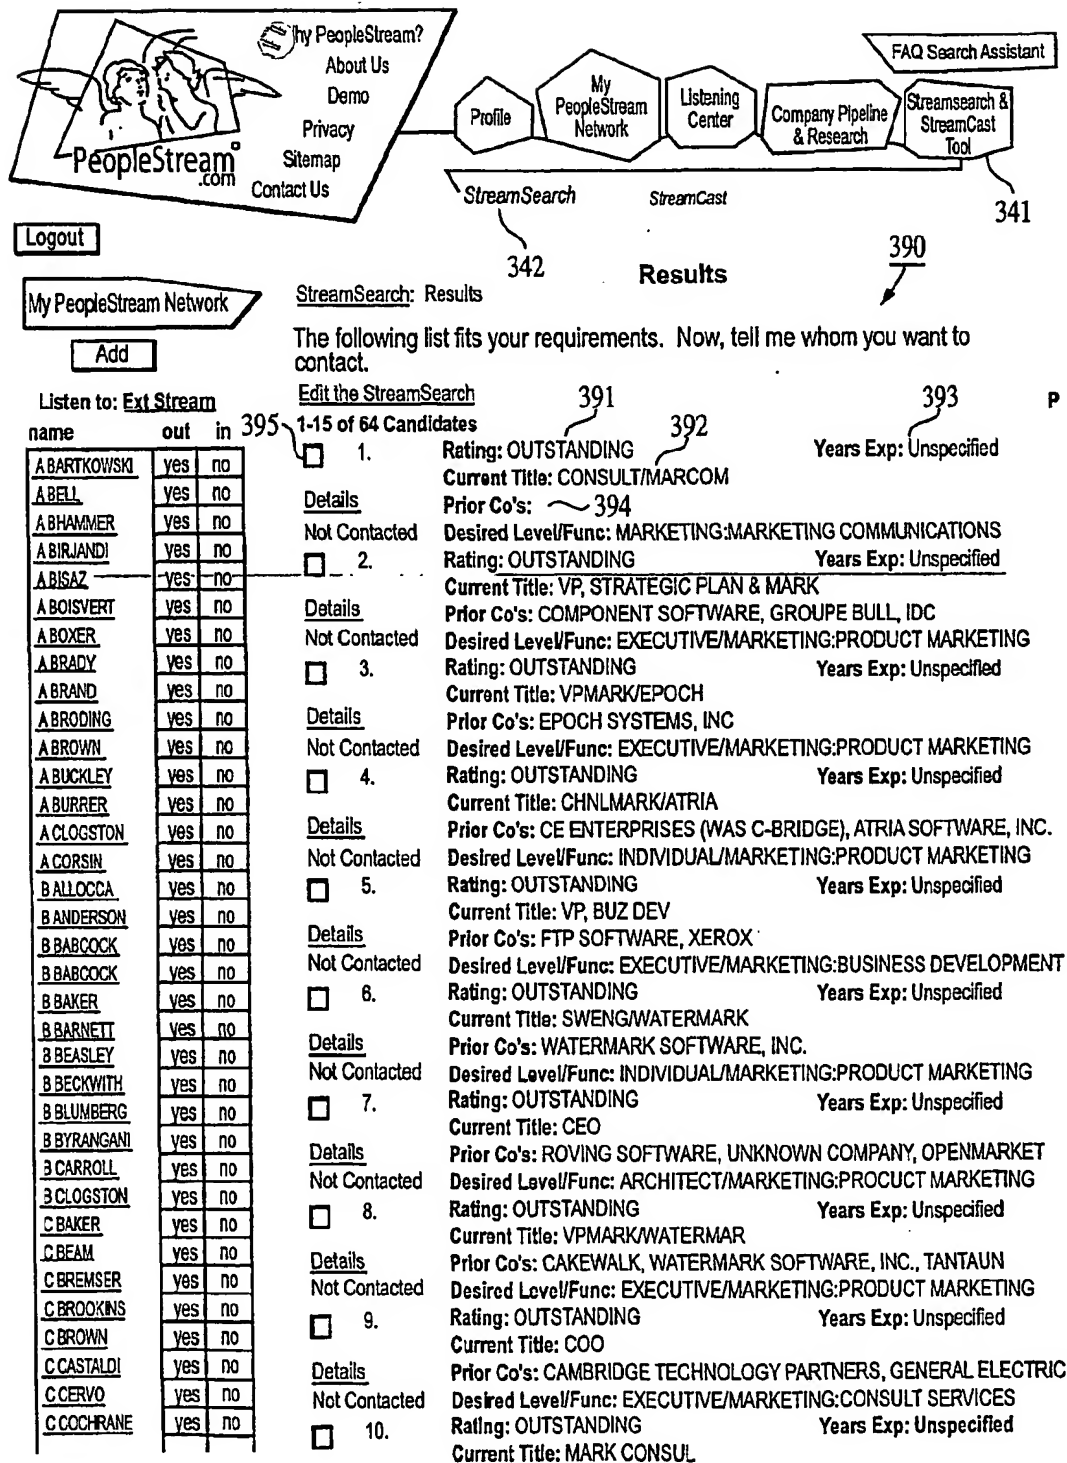 hy PeopleStream?
About Us
Demo
Privacy
Sitemap
Contact Us
PeopleStream
.com
FAQ Search Assistant
Profile
My
PeopleStream
Network
Listening
Center
Company Pipeline
& Research
Streamsearch &
StreamCast
Tool
StreamSearch StreamCast
341
342
Logout
Results
390
My PeopleStream Network
StreamSearch: Results
Add
The following list fits your requirements. Now, tell me whom you want to
contact.
Edit the StreamSearch
391
393
P
Listen to: Ext Stream
395
1-15 of 64 Candidates
392
name out in
A BARTKOWSKI yes no
A BELL yes no
A BHAMMER yes no
A BIRJANDI yes no
A BISAZ yes no
A BOISVERT yes no
A BOXER yes no
A BRADY yes no
A BRAND yes no
A BRODING yes no
A BROWN yes no
A BUCKLEY yes no
A BURRER yes no
A CLOGSTON yes no
A CORSIN yes no
B ALLOCCA yes no
B ANDERSON yes no
B BABCOCK yes no
B BABCOCK yes no
B BAKER yes no
B BARNETT yes no
B BEASLEY yes no
B BECKWITH yes no
B BLUMBERG yes no
B BYRANGANI yes no
B CARROLL yes no
B CLOGSTON yes no
C BAKER yes no
C BEAM yes no
C BREMSER yes no
C BROOKINS yes no
C BROWN yes no
C CASTALDI yes no
C CERVO yes no
C COCHRANE yes no
1. Rating: OUTSTANDING Years Exp: Unspecified
Current Title: CONSULT/MARCOM
Details Prior Co's: 394
Not Contacted Desired Level/Func: MARKETING:MARKETING COMMUNICATIONS
2. Rating: OUTSTANDING Years Exp: Unspecified
Current Title: VP, STRATEGIC PLAN & MARK
Details Prior Co's: COMPONENT SOFTWARE, GROUPE BULL, IDC
Not Contacted Desired Level/Func: EXECUTIVE/MARKETING:PRODUCT MARKETING
3. Rating: OUTSTANDING Years Exp: Unspecified
Current Title: VPMARK/EPOCH
Details Prior Co's: EPOCH SYSTEMS, INC
Not Contacted Desired Level/Func: EXECUTIVE/MARKETING:PRODUCT MARKETING
4. Rating: OUTSTANDING Years Exp: Unspecified
Current Title: CHNLMARK/ATRIA
Details Prior Co's: CE ENTERPRISES (WAS C-BRIDGE), ATRIA SOFTWARE, INC.
Not Contacted Desired Level/Func: INDIVIDUAL/MARKETING:PRODUCT MARKETING
5. Rating: OUTSTANDING Years Exp: Unspecified
Current Title: VP, BUZ DEV
Details Prior Co's: FTP SOFTWARE, XEROX
Not Contacted Desired Level/Func: EXECUTIVE/MARKETING:BUSINESS DEVELOPMENT
6. Rating: OUTSTANDING Years Exp: Unspecified
Current Title: SWENG/WATERMARK
Details Prior Co's: WATERMARK SOFTWARE, INC.
Not Contacted Desired Level/Func: INDIVIDUAL/MARKETING:PRODUCT MARKETING
7. Rating: OUTSTANDING Years Exp: Unspecified
Current Title: CEO
Details Prior Co's: ROVING SOFTWARE, UNKNOWN COMPANY, OPENMARKET
Not Contacted Desired Level/Func: ARCHITECT/MARKETING:PROCUCT MARKETING
8. Rating: OUTSTANDING Years Exp: Unspecified
Current Title: VPMARK/WATERMAR
Details Prior Co's: CAKEWALK, WATERMARK SOFTWARE, INC., TANTAUN
Not Contacted Desired Level/Func: EXECUTIVE/MARKETING:PRODUCT MARKETING
9. Rating: OUTSTANDING Years Exp: Unspecified
Current Title: COO
Details Prior Co's: CAMBRIDGE TECHNOLOGY PARTNERS, GENERAL ELECTRIC
Not Contacted Desired Level/Func: EXECUTIVE/MARKETING:CONSULT SERVICES
10. Rating: OUTSTANDING Years Exp: Unspecified
Current Title: MARK CONSUL